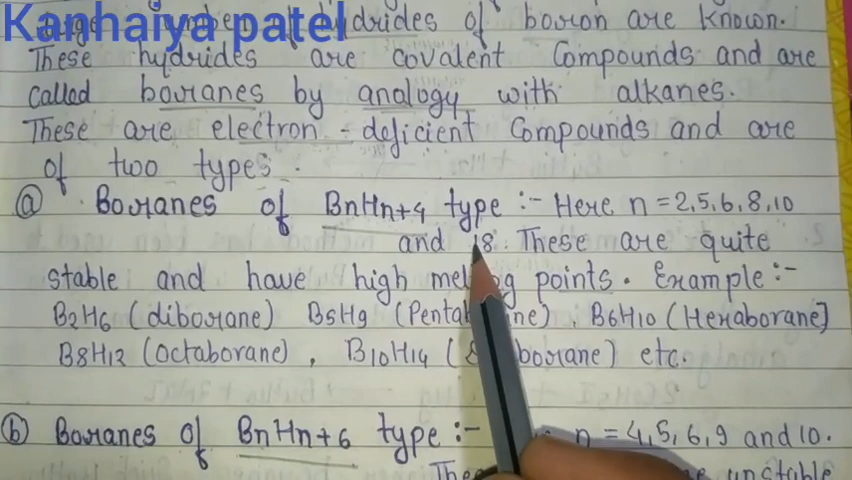 Kanhaiya patel
hydrides of boron are known.
These hydrides are covalent Compounds and are
called boranes by analogy with alkanes.
These are electron-deficient Compounds and are
of two types.
(a) Boranes of BnHn+4 type :- Here n = 2,5,6,8,10
and 18. These are quite
stable and have high melting points. Example:-
B2H6 (diborane) B5H9 (Pentaborane), B6H10 (Hexaborane)
B8H12 (octaborane), B10H14 ( borane) etc.
(b) Boranes of BnHn+6 type :- n = 4,5,6,9 and 10.
unstable